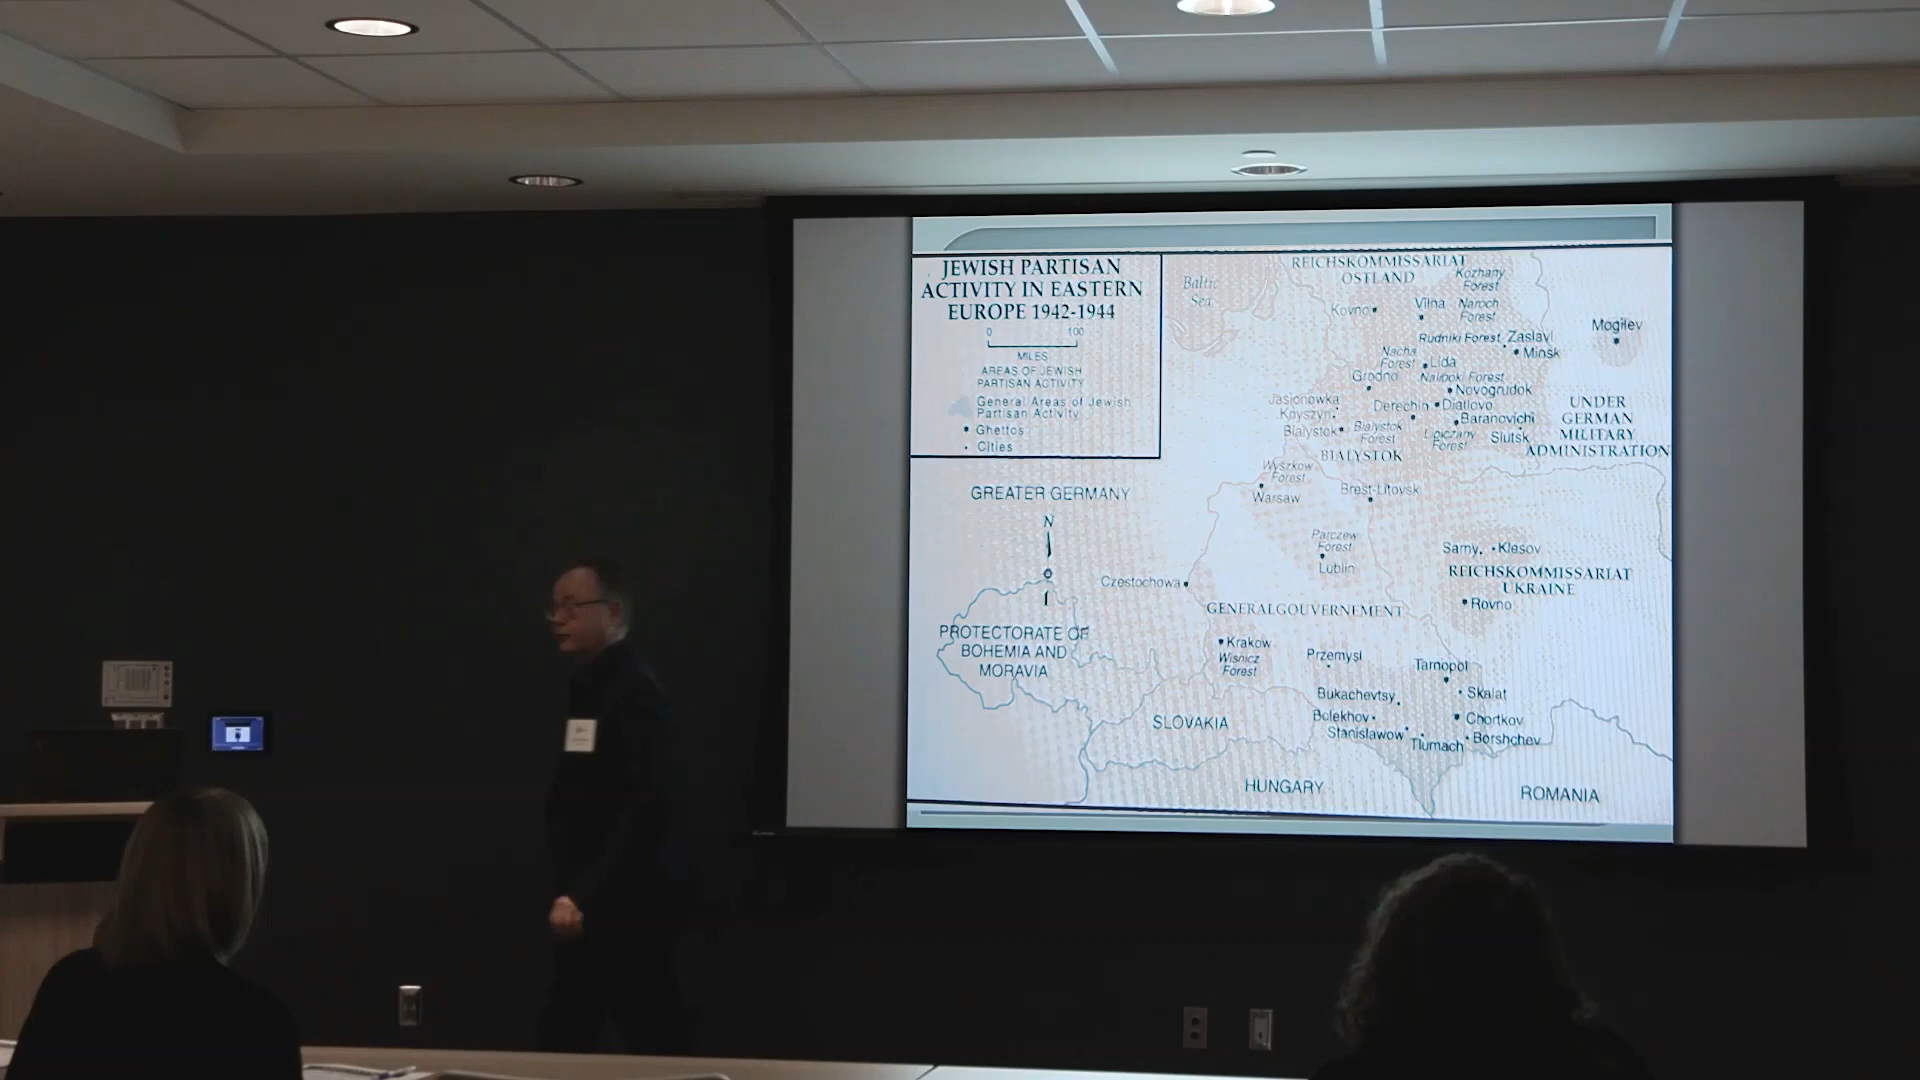 JEWISH PARTISAN
ACTIVITY IN EASTERN
EUROPE 1942-1944
0 100
MILES
AREAS OF JEWISH
PARTISAN ACTIVITY
General Areas of Jewish
Partisan Activity
Ghettos
Cities
Baltic
Sea
REICHSKOMMISSARIAT
OSTLAND
Kozhany
Forest
Kovno
Vilna
Naroch
Forest
Mogilev
Rudniki Forest
Zaslavl
Minsk
Nacha
Forest
Lida
Grodno
Naliboki Forest
Novogrudok
Jasionowka
Knyszyn
Derechin
Diatlovo
Baranovichi
Bialystok
Bialystok
Forest
Lipiczany
Forest
Slutsk
UNDER
GERMAN
MILITARY
ADMINISTRATION
BIALYSTOK
Wyszkow
Forest
Warsaw
Brest-Litovsk
GREATER GERMANY
N
Parczew
Forest
Lublin
Czestochowa
Sarny
Klesov
REICHSKOMMISSARIAT
UKRAINE
Rovno
GENERALGOUVERNEMENT
PROTECTORATE OF
BOHEMIA AND
MORAVIA
Krakow
Wisnicz
Forest
Przemysl
Tarnopol
Bukachevtsy
Skalat
SLOVAKIA
Bolekhov
Chortkov
Stanislawow
Tlumach
Borshchev
HUNGARY
ROMANIA